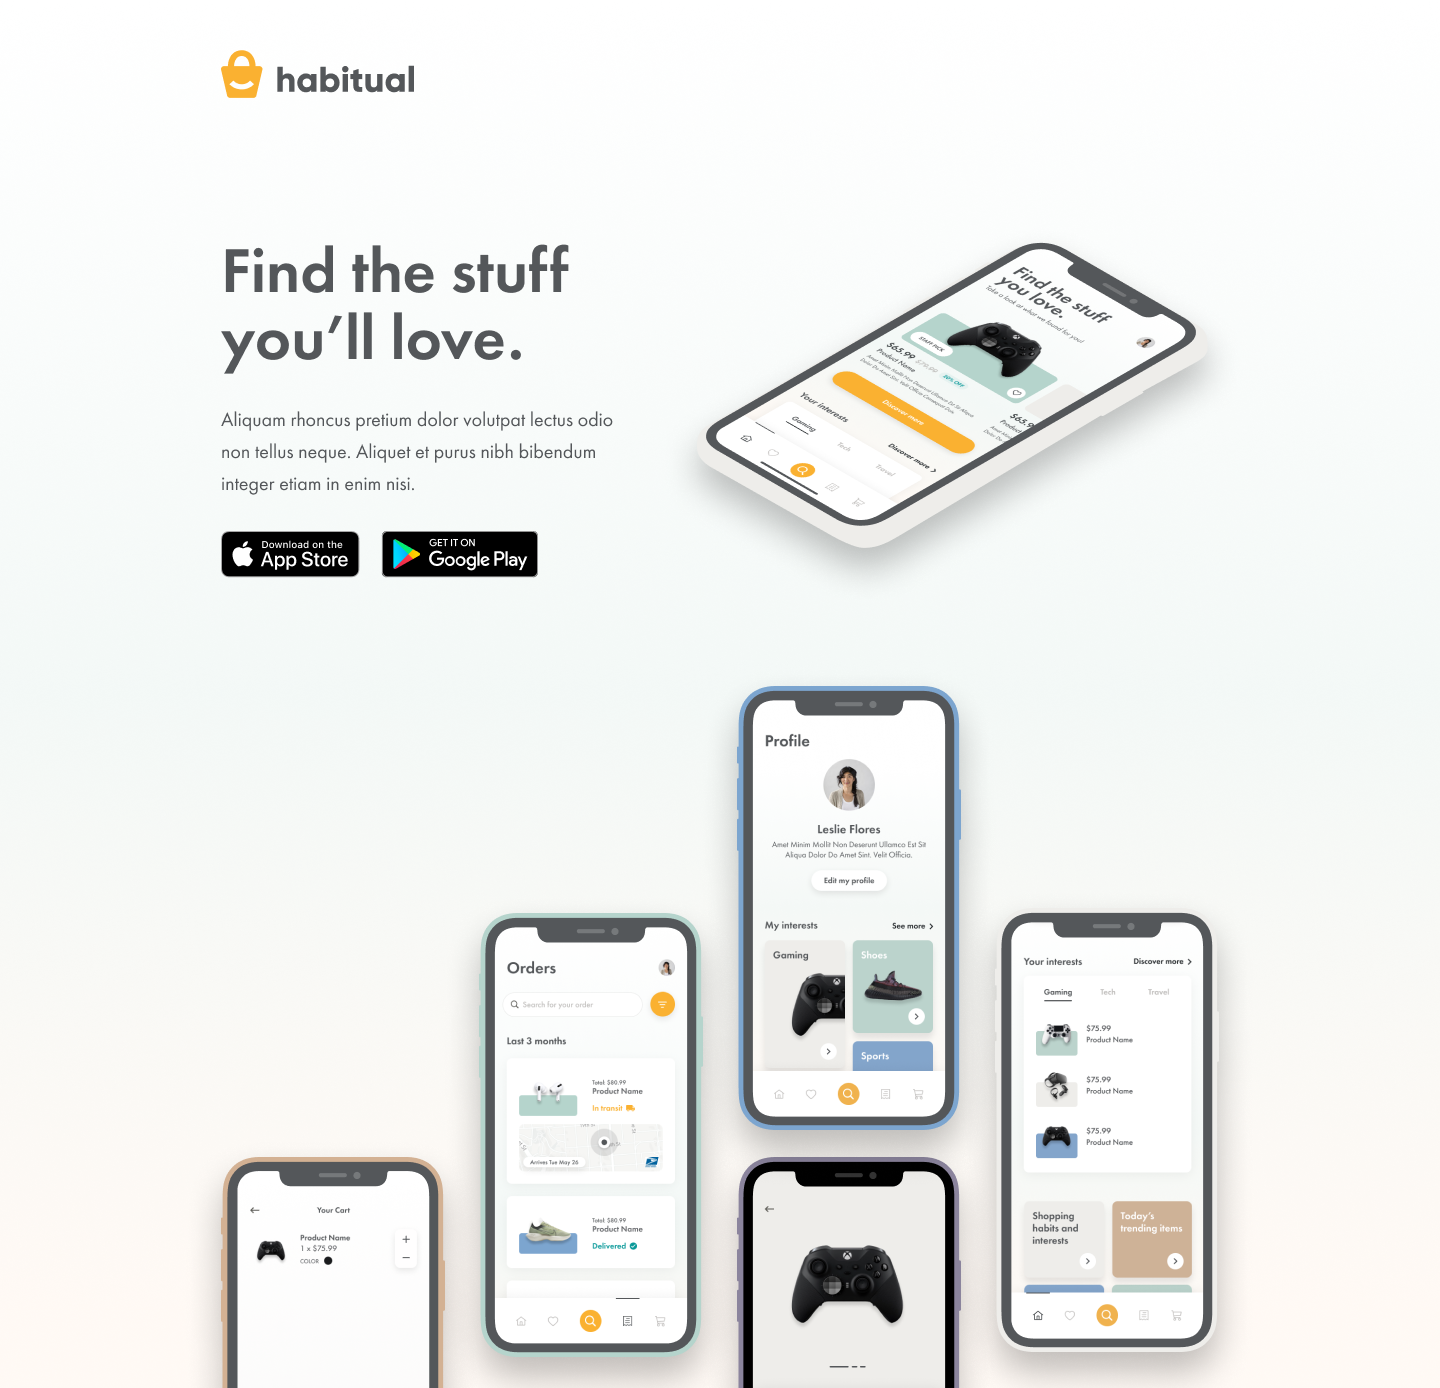 habitual
Find the stuff
you'll love.
Aliquam rhoncus pretium dolor volutpat lectus odio
non tellus neque. Aliquet et purus nibh bibendum
integer etiam in enim nisi.
Download on the
App Store
GET IT ON
Google Play
Find the stuff
you love.
Take a look at what we found for you!
STAFF PICK
$65.99
Product Name
Discover more
Your interests
Discover more
Gaming
Tech
Travel
Profile
Leslie Flores
Amet Minim Mollit Non Deserunt Ullamco Est Sit
Aliqua Dolor Do Amet Sint. Velit Officia.
Edit my profile
My interests
See more
Gaming
Shoes
Sports
Orders
Search for your order
Last 3 months
Total: $80.99
Product Name
In transit
Arrives Tue May 26
Total: $80.99
Product Name
Delivered
Your interests
Discover more
Gaming
Tech
Travel
$75.99
Product Name
$75.99
Product Name
$75.99
Product Name
Shopping
habits and
interests
Today's
trending items
Your Cart
Product Name
1 x $75.99
COLOR